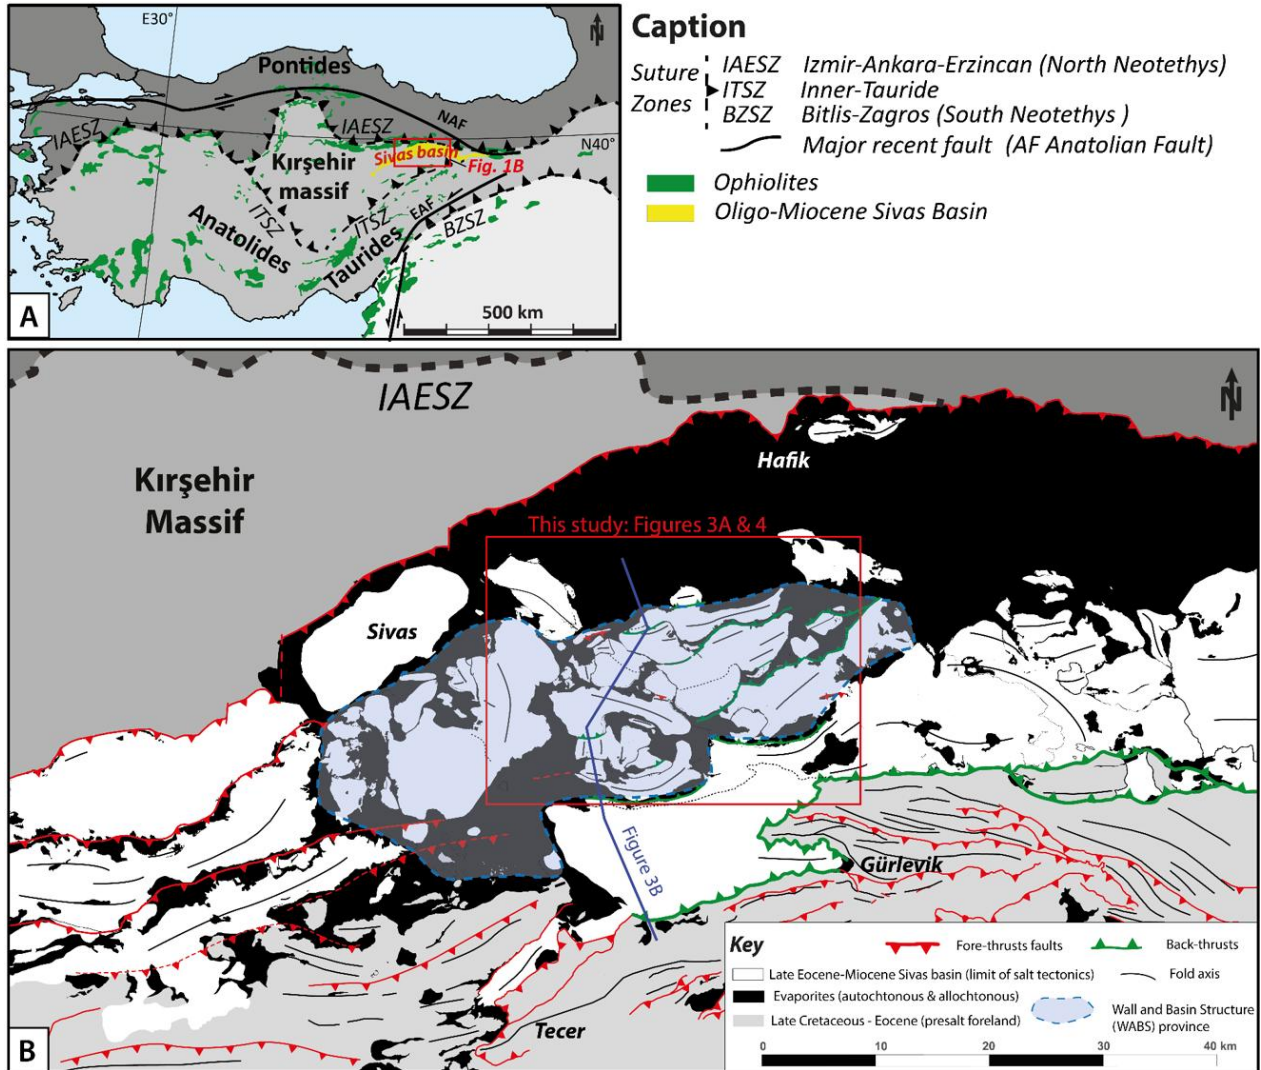 E30°
N
Pontides
NAF
IAESZ
IAESZ
N40°
Sivas basin
Fig. 1B
Kırşehir
massif
ITSZ
ITSZ
EAF
BZSZ
Anatolides
Taurides
500 km
A
Caption
Suture
Zones
IAESZ Izmir-Ankara-Erzincan (North Neotethys)
ITSZ Inner-Tauride
BZSZ Bitlis-Zagros (South Neotethys )
Major recent fault (AF Anatolian Fault)
Ophiolites
Oligo-Miocene Sivas Basin
IAESZ
N
Kırşehir
Massif
Hafik
This study: Figures 3A & 4
Sivas
Figure 3B
Gürlevik
Tecer
B
Key
Fore-thrusts faults
Back-thrusts
Late Eocene-Miocene Sivas basin (limit of salt tectonics)
Fold axis
Evaporites (autochtonous & allochtonous)
Late Cretaceous - Eocene (presalt foreland)
Wall and Basin Structure
(WABS) province
0 10 20 30 40 km